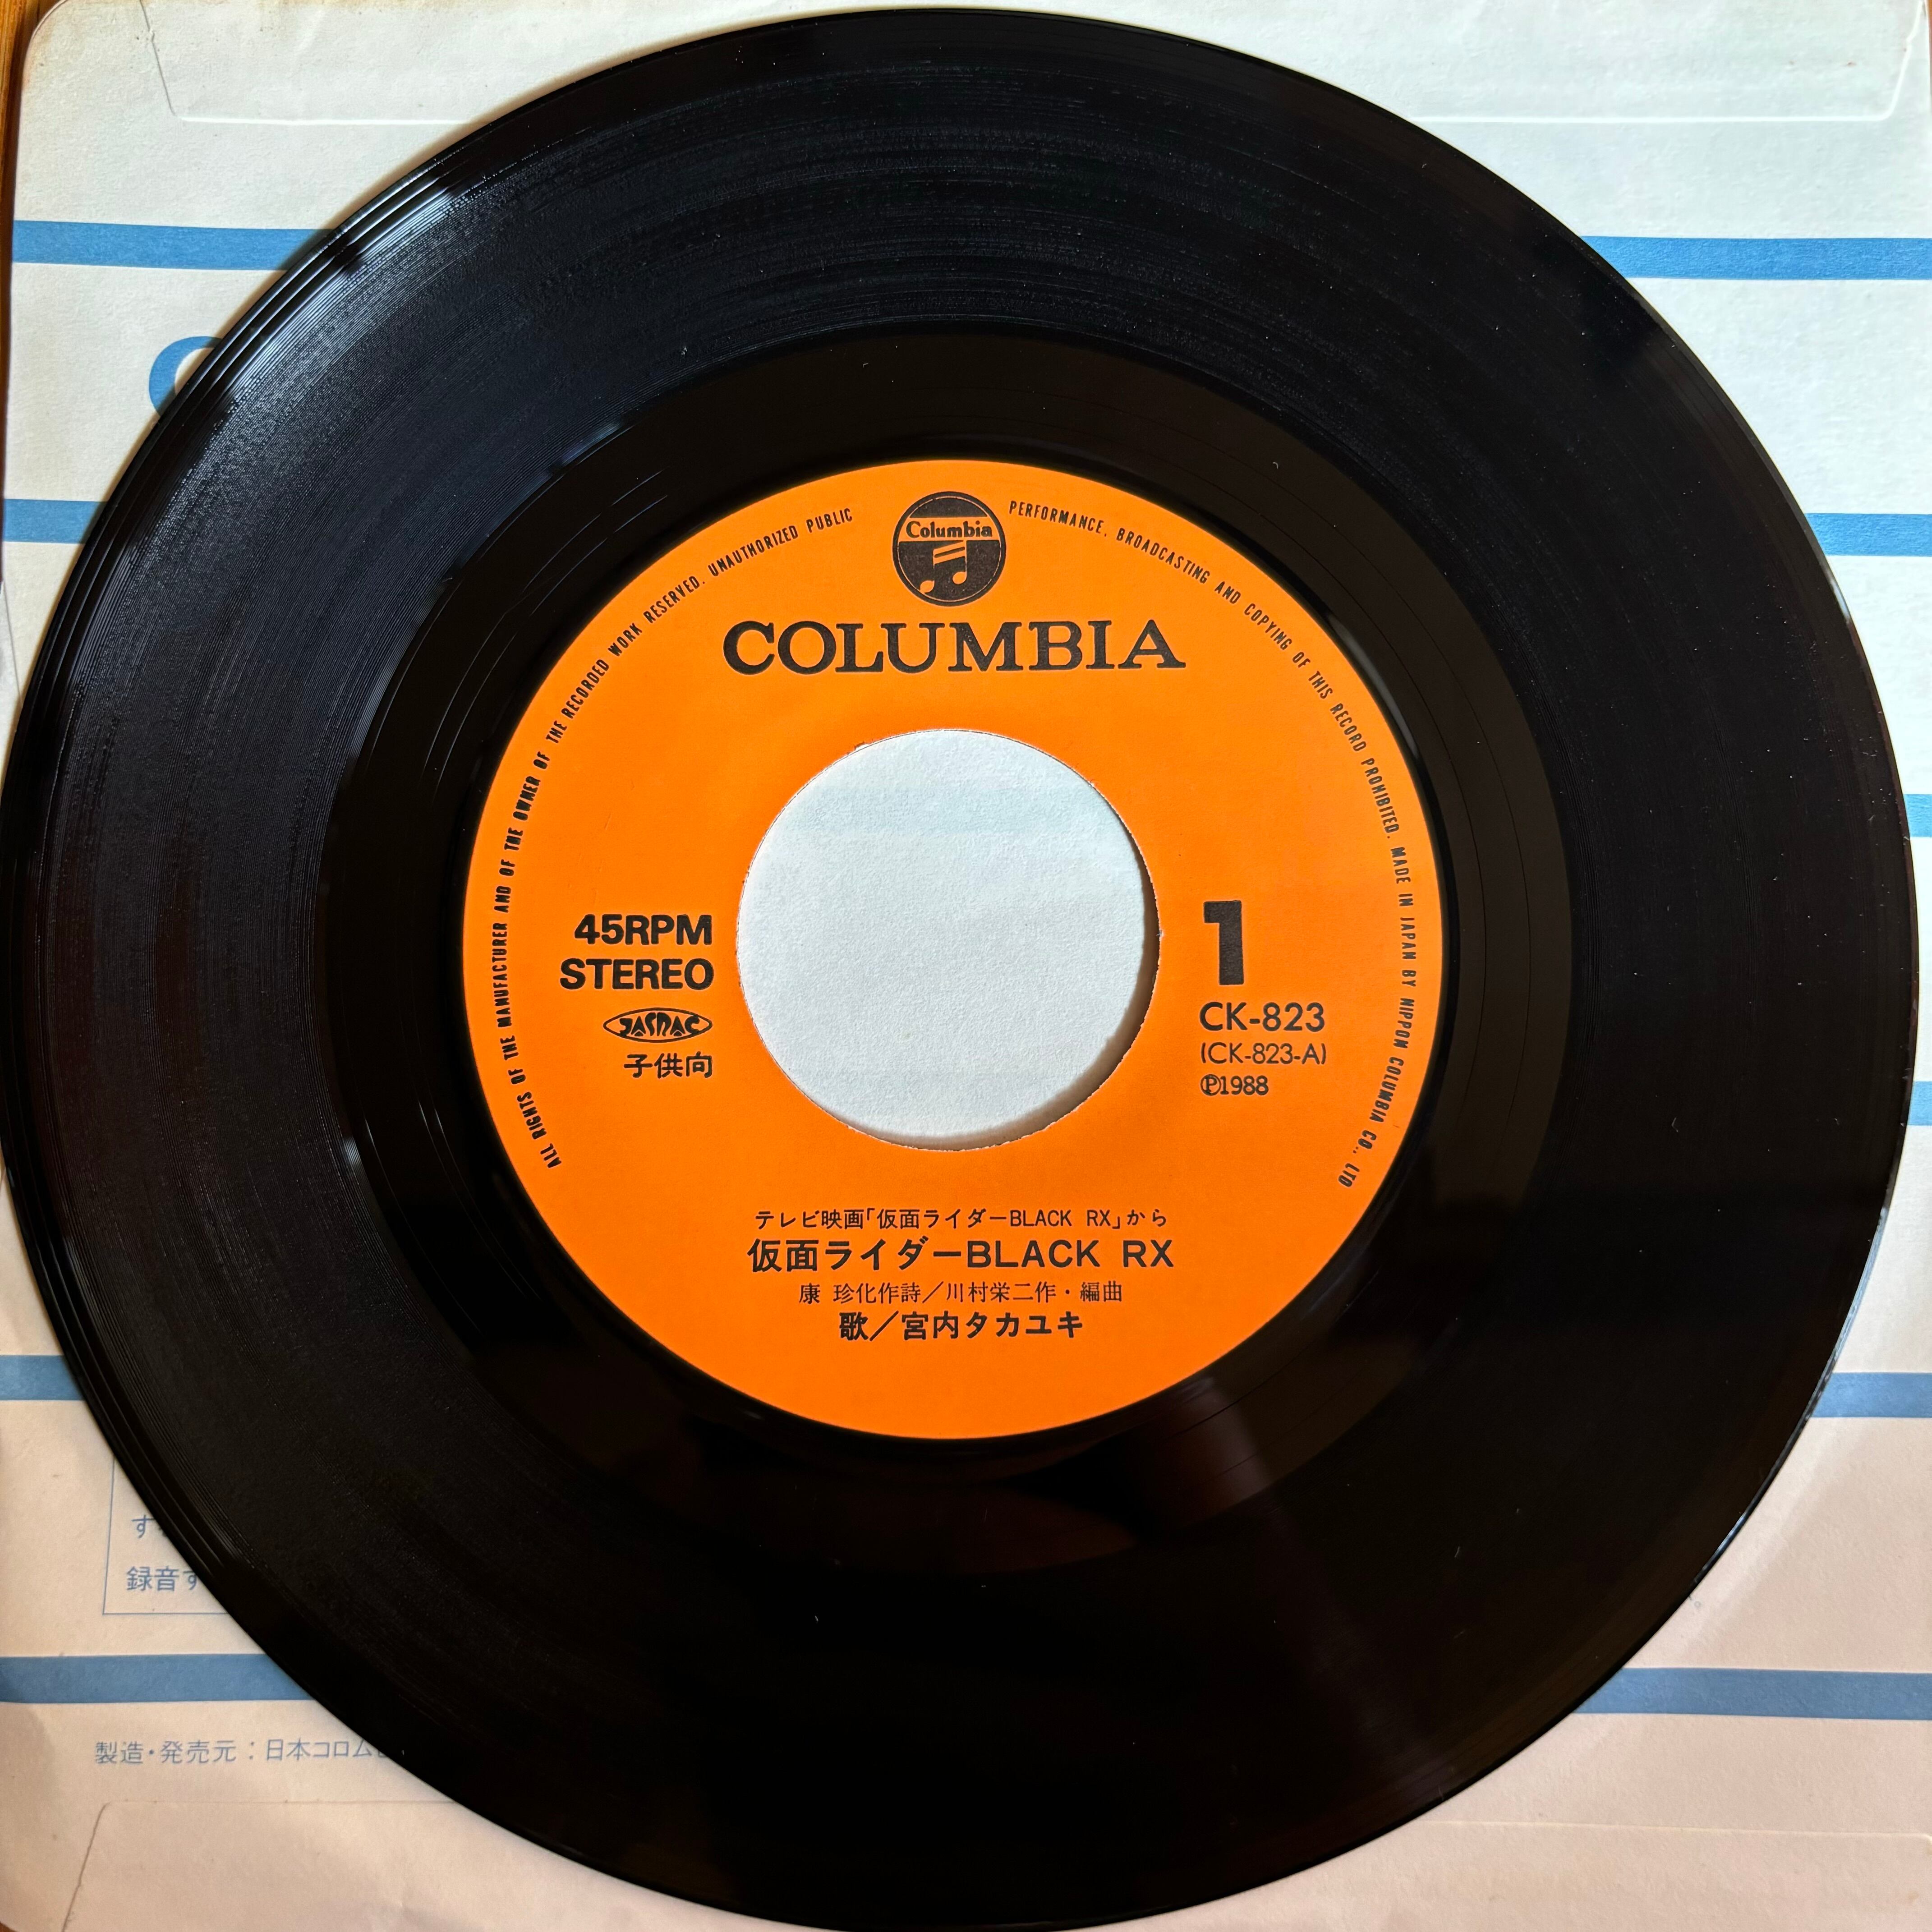 ALL RIGHTS OF THE MANUFACTURER AND OF THE OWNER OF THE RECORDED WORK RESERVED. UNAUTHORIZED PUBLIC PERFORMANCE, BROADCASTING AND COPYING OF THIS RECORD PROHIBITED. MADE IN JAPAN BY NIPPON COLUMBIA CO., LTD
Columbia
COLUMBIA
45RPM
STEREO
JASRAC
子供向
1
CK-823
(CK-823-A)
Ⓟ1988
テレビ映画「仮面ライダーBLACK RX」から
仮面ライダーBLACK RX
康 珍化作詩／川村栄二作・編曲
歌／宮内タカユキ
す
録音す
製造・発売元：日本コロム